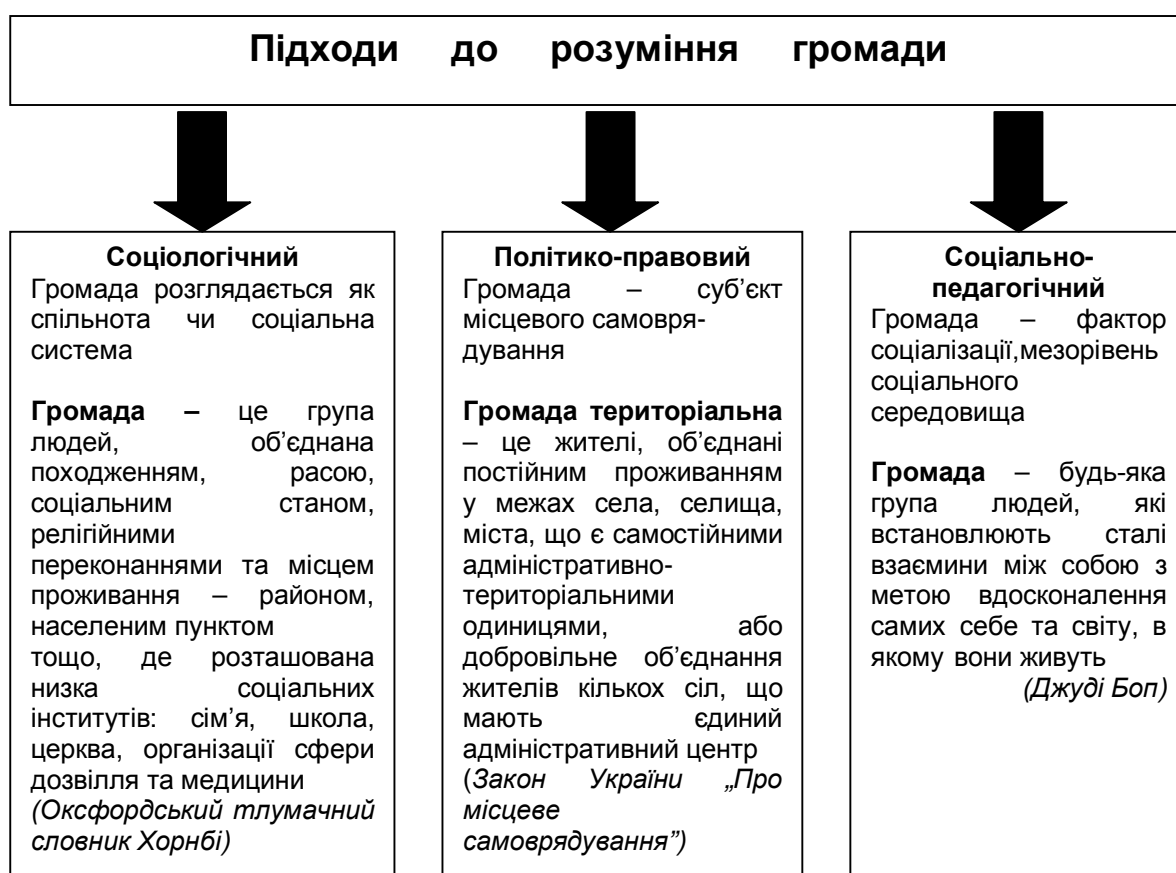 Підходи до розуміння громади
Соціологічний
Громада розглядається як
спільнота чи соціальна
система
Громада – це група
людей, об’єднана
походженням, расою,
соціальним станом,
релігійними
переконаннями та місцем
проживання – районом,
населеним пунктом
тощо, де розташована
низка соціальних
інститутів: сім’я, школа,
церква, організації сфери
дозвілля та медицини
(Оксфордський тлумачний
словник Хорнбі)
Політико-правовий
Громада – суб’єкт
місцевого самовря-
дування
Громада територіальна
– це жителі, об’єднані
постійним проживанням
у межах села, селища,
міста, що є самостійними
адміністративно-
територіальними
одиницями, або
добровільне об’єднання
жителів кількох сіл, що
мають єдиний
адміністративний центр
(Закон України „Про
місцеве
самоврядування”)
Соціально-
педагогічний
Громада – фактор
соціалізації,мезорівень
соціального
середовища
Громада – будь-яка
група людей, які
встановлюють сталі
взаємини між собою з
метою вдосконалення
самих себе та світу, в
якому вони живуть
(Джуді Боп)